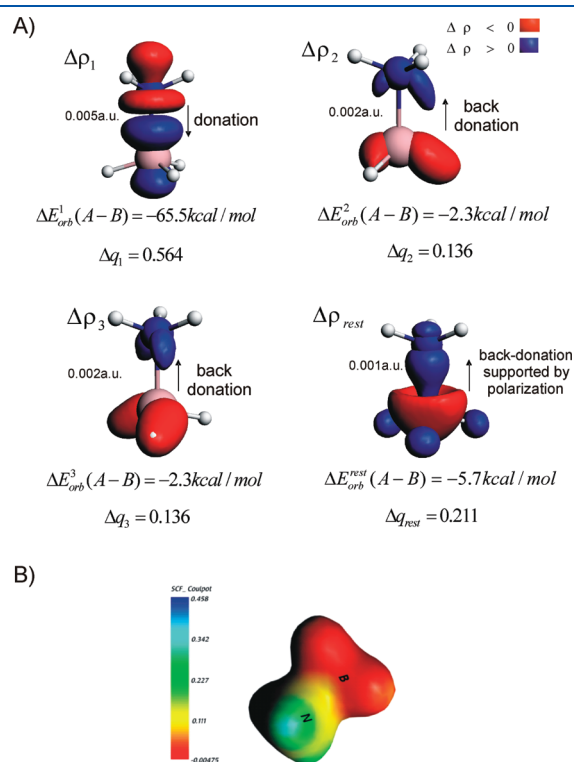 A)
Δρ < 0
Δρ > 0
Δρ₁
0.005a.u.
donation
ΔE¹orb(A−B) = −65.5kcal / mol
Δq₁ = 0.564
Δρ₂
0.002a.u.
back
donation
ΔE²orb(A−B) = −2.3kcal / mol
Δq₂ = 0.136
Δρ₃
0.002a.u.
back
donation
ΔE³orb(A−B) = −2.3kcal / mol
Δq₃ = 0.136
Δρrest
0.001a.u.
back-donation
supported by
polarization
ΔErestorb(A−B) = −5.7kcal / mol
Δqrest = 0.211
B)
SCF_Coulpot
0.458
0.342
0.227
0.111
-0.00475
B
N